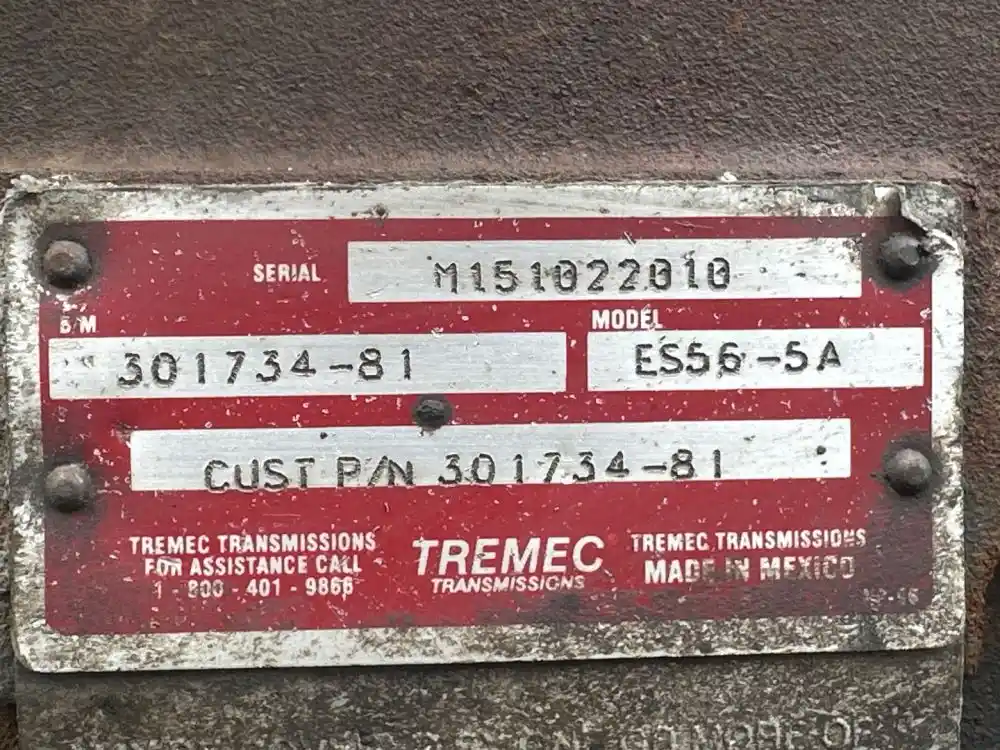 SERIAL M151022010
B/M MODEL
301734-81 ES56-5A
CUST P/N 301734-81
TREMEC TRANSMISSIONS
FOR ASSISTANCE CALL
1-800-401-9866
TREMEC
TRANSMISSIONS
TREMEC TRANSMISSIONS
MADE IN MEXICO